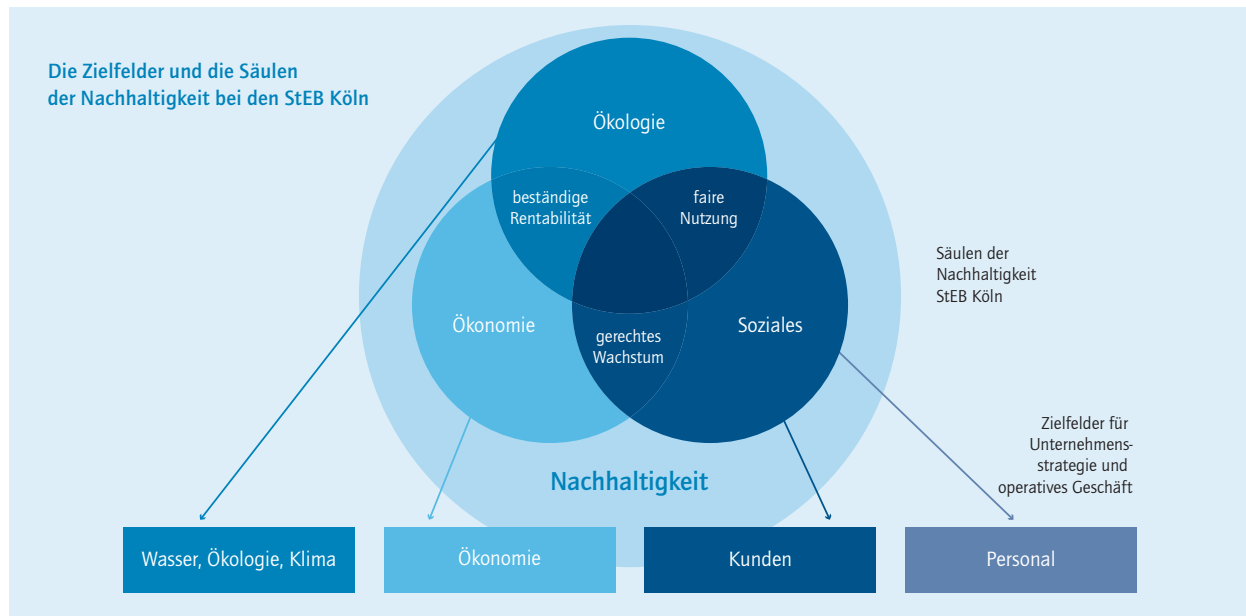 Die Zielfelder und die Säulen
der Nachhaltigkeit bei den StEB Köln
Ökologie
beständige
Rentabilität
faire
Nutzung
Ökonomie
gerechtes
Wachstum
Soziales
Säulen der
Nachhaltigkeit
StEB Köln
Zielfelder für
Unternehmens-
strategie und
operatives Geschäft
Nachhaltigkeit
Wasser, Ökologie, Klima
Ökonomie
Kunden
Personal